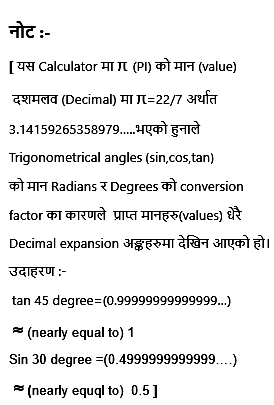 नोट :-
[ यस Calculator मा π (PI) को मान (value)
दशमलव (Decimal) मा π=22/7 अर्थात
3.14159265358979.....भएको हुनाले
Trigonometrical angles (sin,cos,tan)
को मान Radians र Degrees को conversion
factor का कारणले प्राप्त मानहरु(values) धेरै
Decimal expansion अङ्कहरुमा देखिन आएको हो।
उदाहरण :-
tan 45 degree=(0.99999999999999...)
≈ (nearly equal to) 1
Sin 30 degree =(0.4999999999999....)
≈ (nearly equql to) 0.5 ]